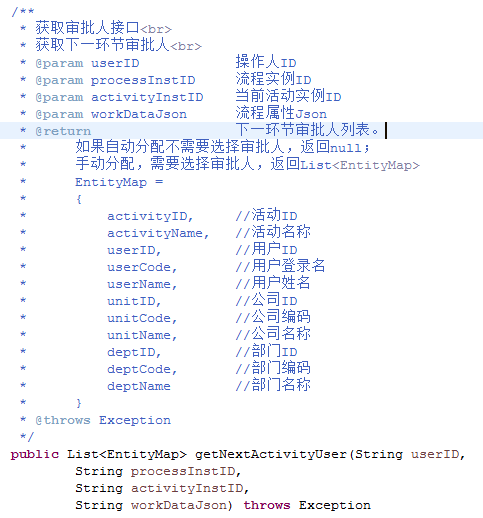 /**
 * 获取审批人接口<br>
 * 获取下一环节审批人<br>
 * @param userID            操作人ID
 * @param processInstID     流程实例ID
 * @param activityInstID    当前活动实例ID
 * @param workDataJson      流程属性Json
 * @return                  下一环节审批人列表。
 *      如果自动分配不需要选择审批人，返回null；
 *      手动分配，需要选择审批人，返回List<EntityMap>
 *      EntityMap =
 *      {
 *          activityID,     //活动ID
 *          activityName,   //活动名称
 *          userID,         //用户ID
 *          userCode,       //用户登录名
 *          userName,       //用户姓名
 *          unitID,         //公司ID
 *          unitCode,       //公司编码
 *          unitName,       //公司名称
 *          deptID,         //部门ID
 *          deptCode,       //部门编码
 *          deptName        //部门名称
 *      }
 * @throws Exception
 */
public List<EntityMap> getNextActivityUser(String userID,
        String processInstID,
        String activityInstID,
        String workDataJson) throws Exception